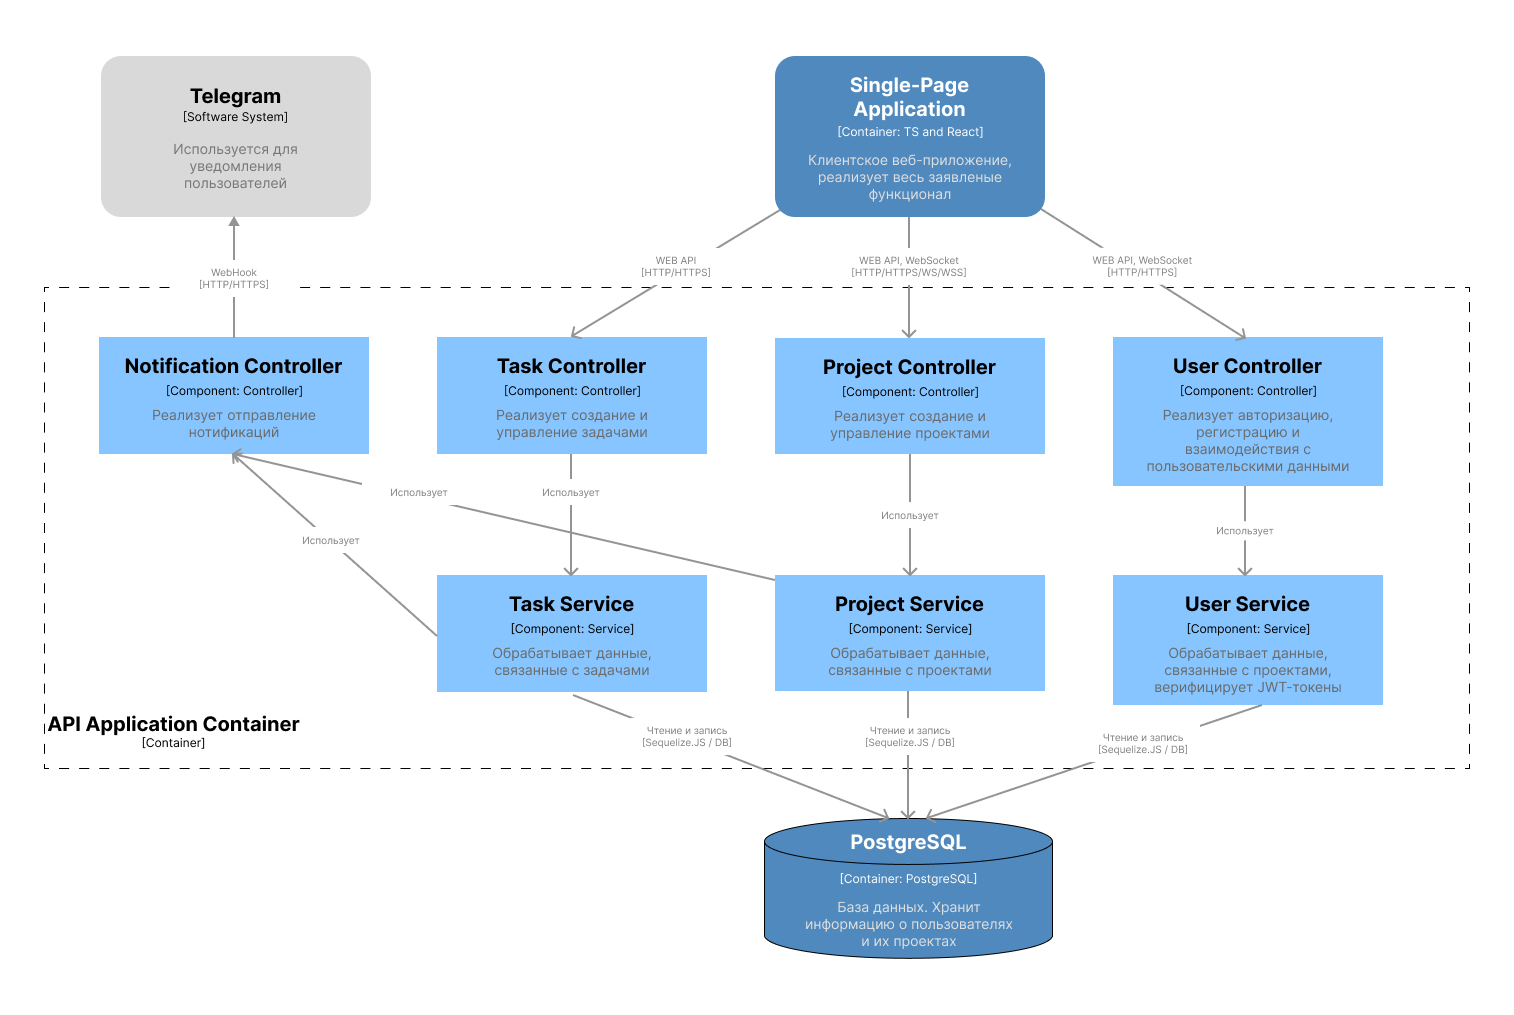 Telegram
[Software System]
Используется для
уведомления
пользователей
Single-Page
Application
[Container: TS and React]
Клиентское веб-приложение,
реализует весь заявленые
функционал
WebHook
[HTTP/HTTPS]
WEB API
[HTTP/HTTPS]
WEB API, WebSocket
[HTTP/HTTPS/WS/WSS]
WEB API, WebSocket
[HTTP/HTTPS]
Notification Controller
[Component: Controller]
Реализует отправление
нотификаций
Task Controller
[Component: Controller]
Реализует создание и
управление задачами
Project Controller
[Component: Controller]
Реализует создание и
управление проектами
User Controller
[Component: Controller]
Реализует авторизацию,
регистрацию и
взаимодействия с
пользовательскими данными
Использует
Использует
Использует
Использует
Использует
Task Service
[Component: Service]
Обрабатывает данные,
связанные с задачами
Project Service
[Component: Service]
Обрабатывает данные,
связанные с проектами
User Service
[Component: Service]
Обрабатывает данные,
связанные с проектами,
верифицирует JWT-токены
API Application Container
[Container]
Чтение и запись
[Sequelize.JS / DB]
Чтение и запись
[Sequelize.JS / DB]
Чтение и запись
[Sequelize.JS / DB]
PostgreSQL
[Container: PostgreSQL]
База данных. Хранит
информацию о пользователях
и их проектах